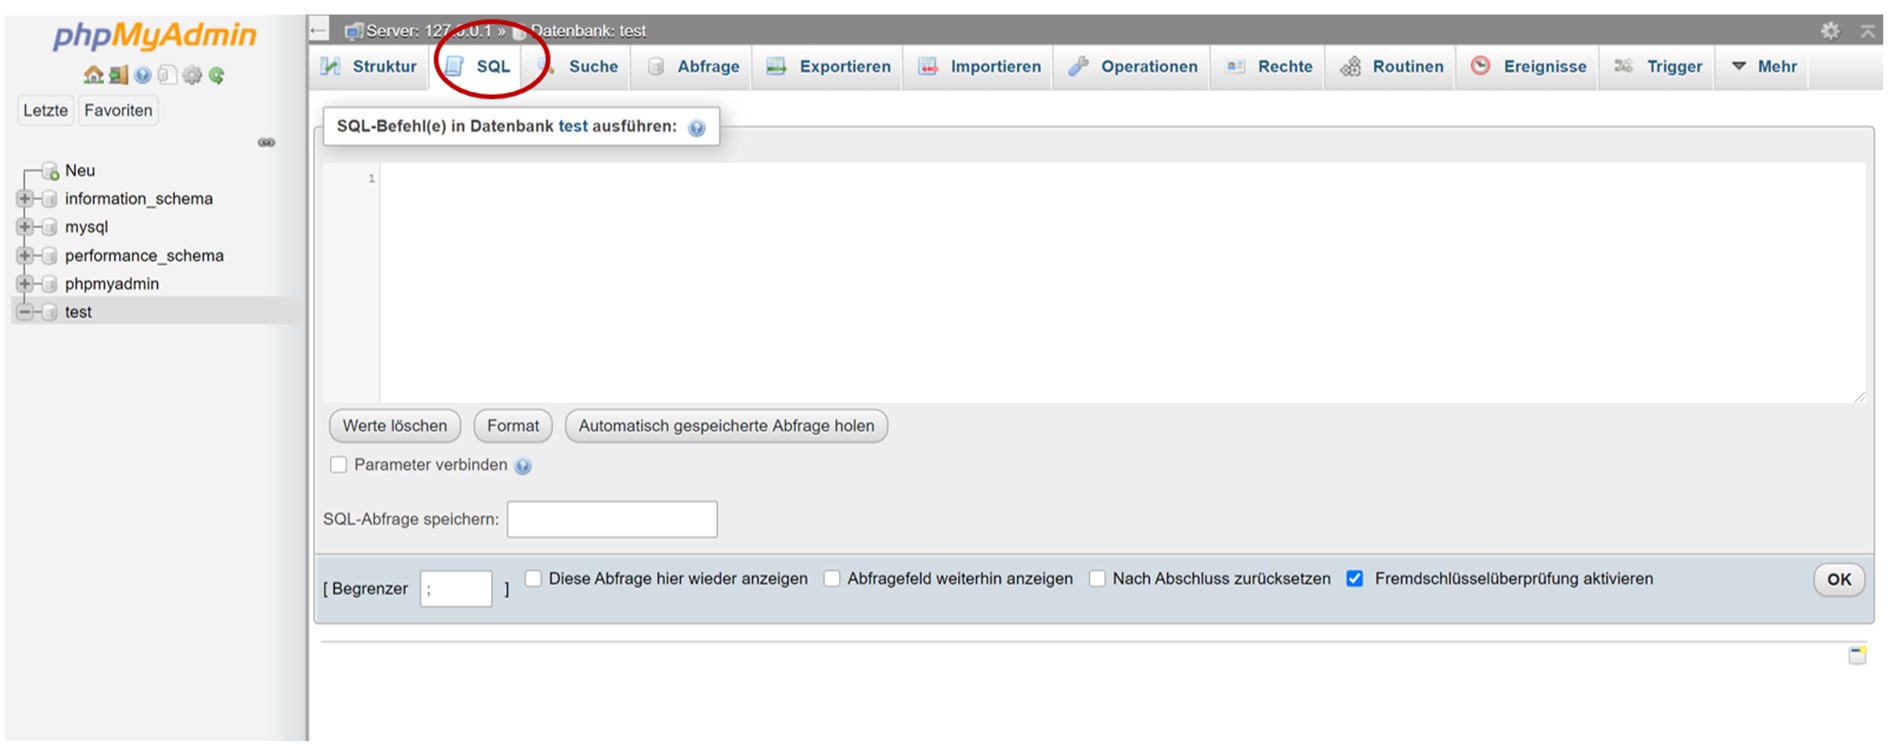 phpMyAdmin
Letzte Favoriten
Neu
information_schema
mysql
performance_schema
phpmyadmin
test
Server: 127.0.0.1 » Datenbank: test
Struktur SQL Suche Abfrage Exportieren Importieren Operationen Rechte Routinen Ereignisse Trigger Mehr
SQL-Befehl(e) in Datenbank test ausführen:
1
Werte löschen Format Automatisch gespeicherte Abfrage holen
Parameter verbinden
SQL-Abfrage speichern:
[ Begrenzer ; ] Diese Abfrage hier wieder anzeigen Abfragefeld weiterhin anzeigen Nach Abschluss zurücksetzen Fremdschlüsselüberprüfung aktivieren OK